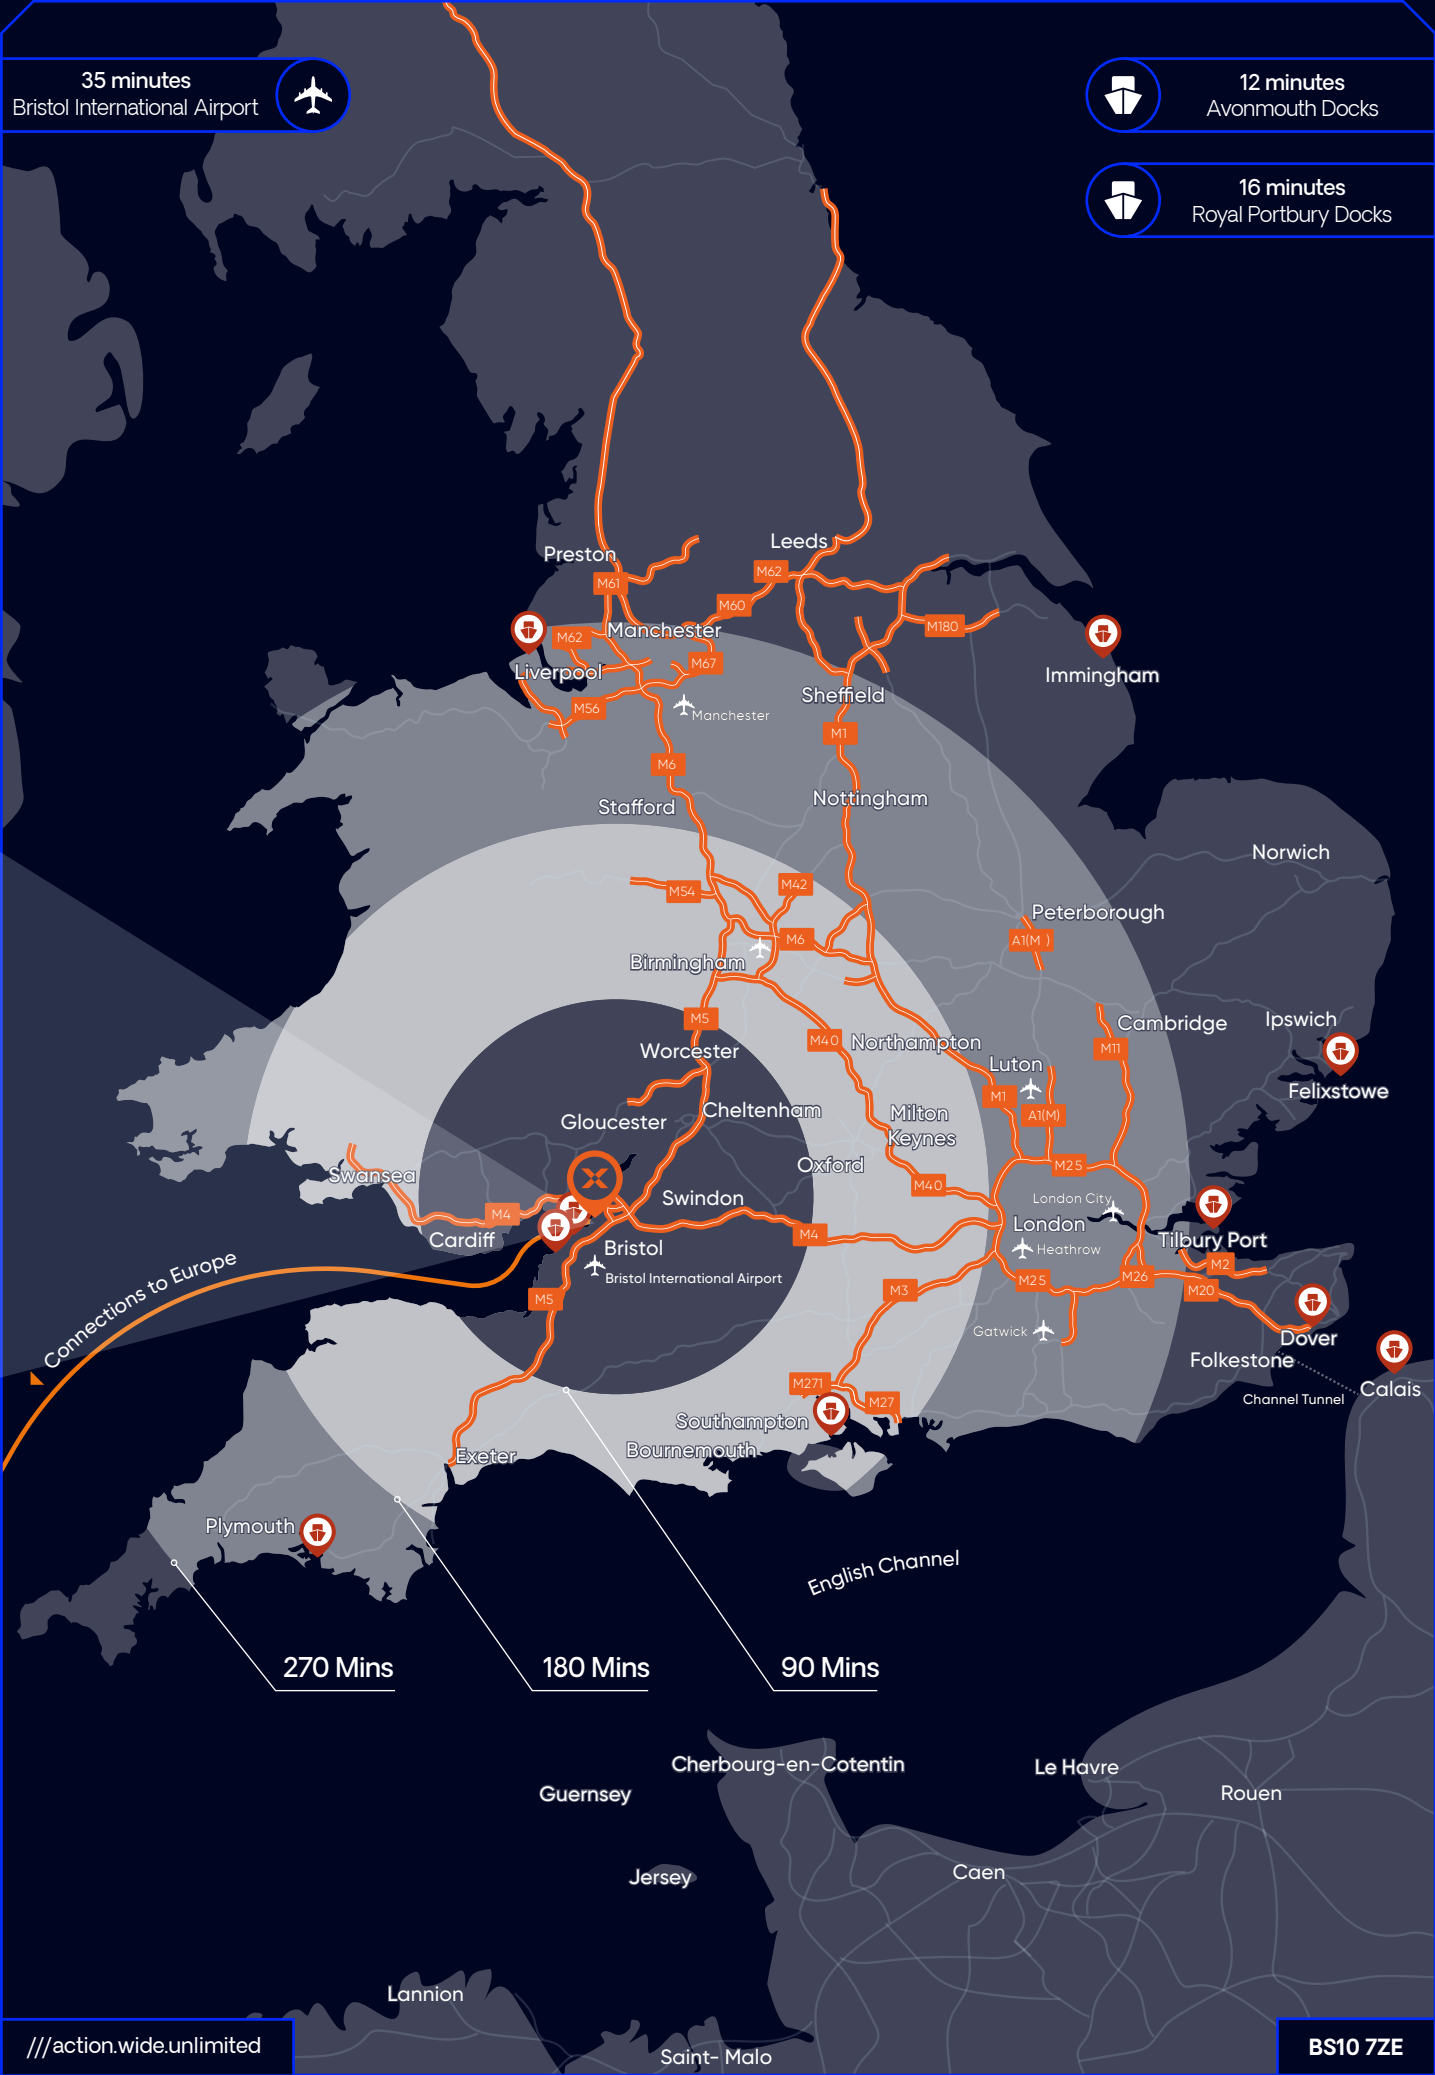 35 minutes
Bristol International Airport
12 minutes
Avonmouth Docks
16 minutes
Royal Portbury Docks
Leeds
Preston
M62
M61
M60
M180
Manchester
M62
Immingham
M67
Liverpool
Sheffield
M56
Manchester
M1
M6
Nottingham
Stafford
Norwich
M42
M54
Peterborough
M6
A1(M )
Birmingham
M5
Cambridge
Ipswich
M40
Northampton
M11
Worcester
Luton
Felixstowe
M1
Cheltenham
Milton
Keynes
A1(M)
Gloucester
Oxford
M25
Swansea
M40
Swindon
London City
M4
London
Cardiff
M4
Tilbury Port
Bristol
Heathrow
M2
Connections to Europe
Bristol International Airport
M25
M26
M20
M5
M3
Gatwick
Dover
Folkestone
M271
Calais
M27
Channel Tunnel
Southampton
Bournemouth
Exeter
Plymouth
English Channel
270 Mins
180 Mins
90 Mins
Cherbourg-en-Cotentin
Le Havre
Guernsey
Rouen
Jersey
Caen
Lannion
///action.wide.unlimited
BS10 7ZE
Saint- Malo